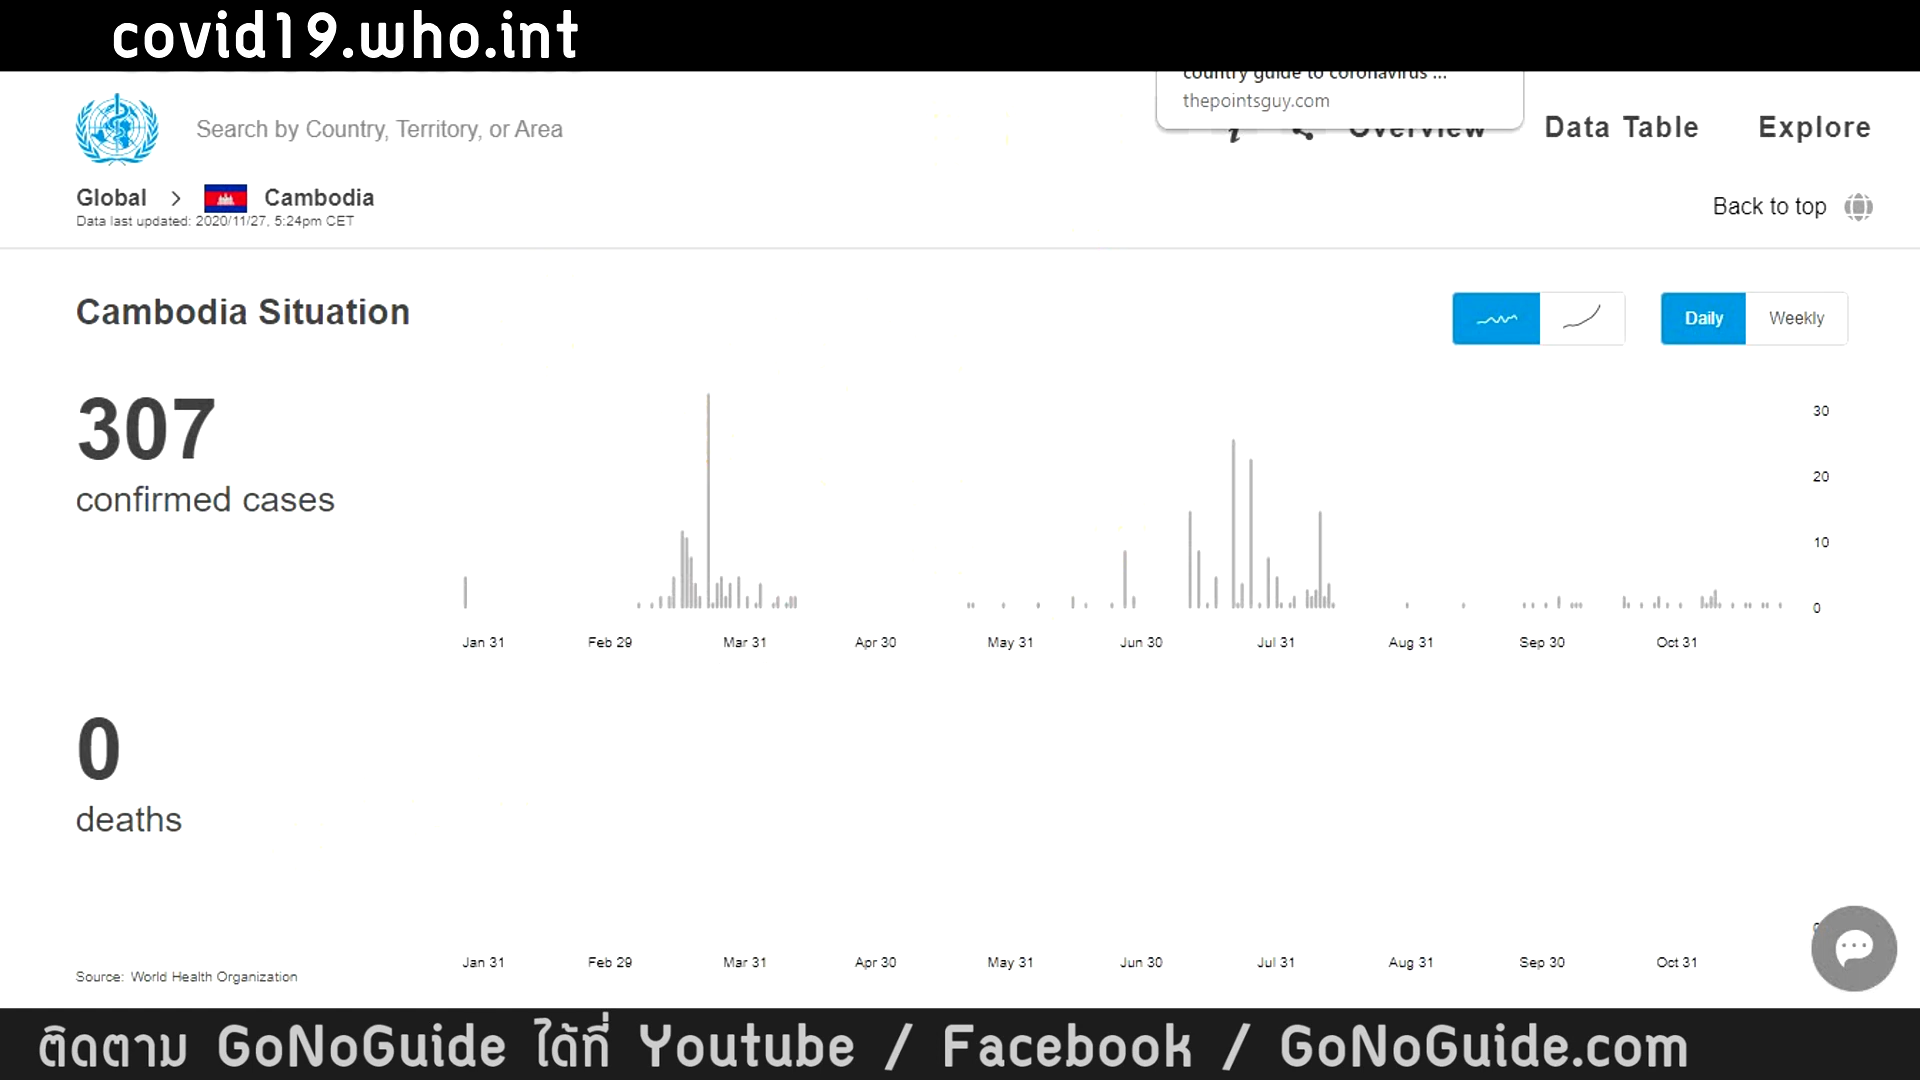 covid19.who.int
country guide to coronavirus ...
thepointsguy.com
Search by Country, Territory, or Area
Overview
Data Table
Explore
Global > Cambodia
Data last updated: 2020/11/27, 5:24pm CET
Back to top
Cambodia Situation
Daily
Weekly
307
confirmed cases
30
20
10
0
Jan 31
Feb 29
Mar 31
Apr 30
May 31
Jun 30
Jul 31
Aug 31
Sep 30
Oct 31
0
deaths
Jan 31
Feb 29
Mar 31
Apr 30
May 31
Jun 30
Jul 31
Aug 31
Sep 30
Oct 31
Source: World Health Organization
ติดตาม GoNoGuide ได้ที่ Youtube / Facebook / GoNoGuide.com